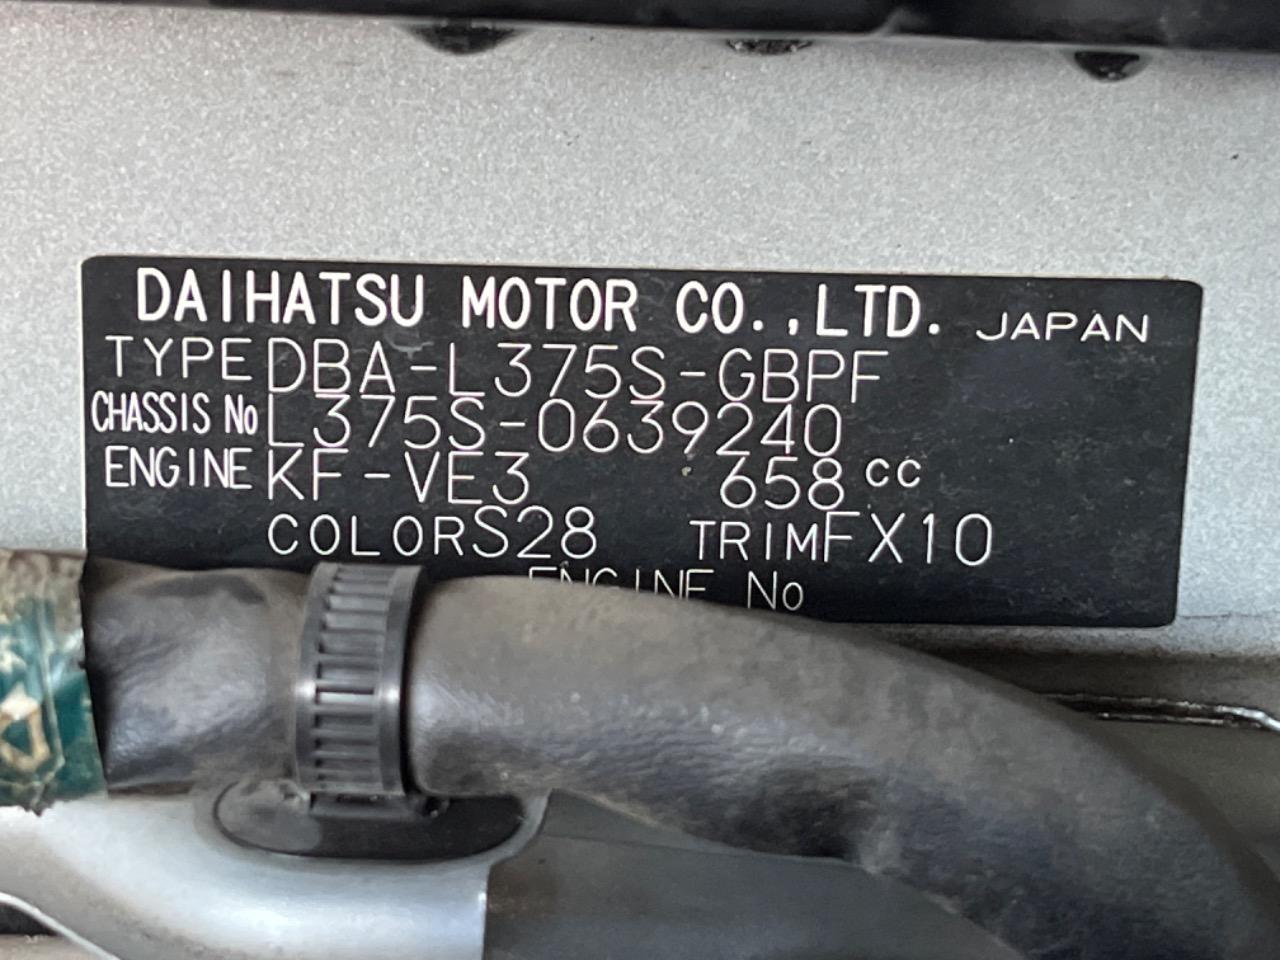 DAIHATSU MOTOR CO.,LTD. JAPAN
TYPE DBA-L375S-GBPF
CHASSIS No L375S-0639240
ENGINE KF-VE3 658 CC
COLOR S28 TRIM FX10
ENGINE No